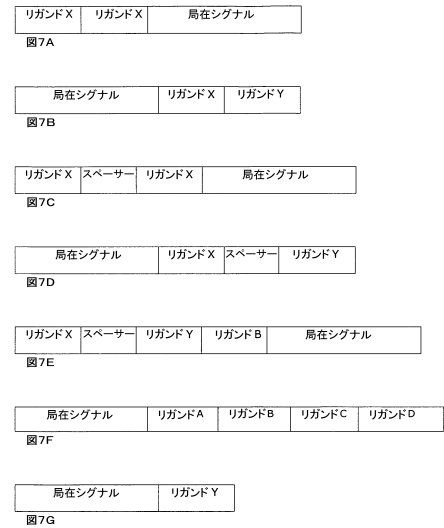 リガンドX リガンドX 局在シグナル
図7A
局在シグナル リガンドX リガンドY
図7B
リガンドX スペーサー リガンドX 局在シグナル
図7C
局在シグナル リガンドX スペーサー リガンドY
図7D
リガンドX スペーサー リガンドY リガンドB 局在シグナル
図7E
局在シグナル リガンドA リガンドB リガンドC リガンドD
図7F
局在シグナル リガンドY
図7G